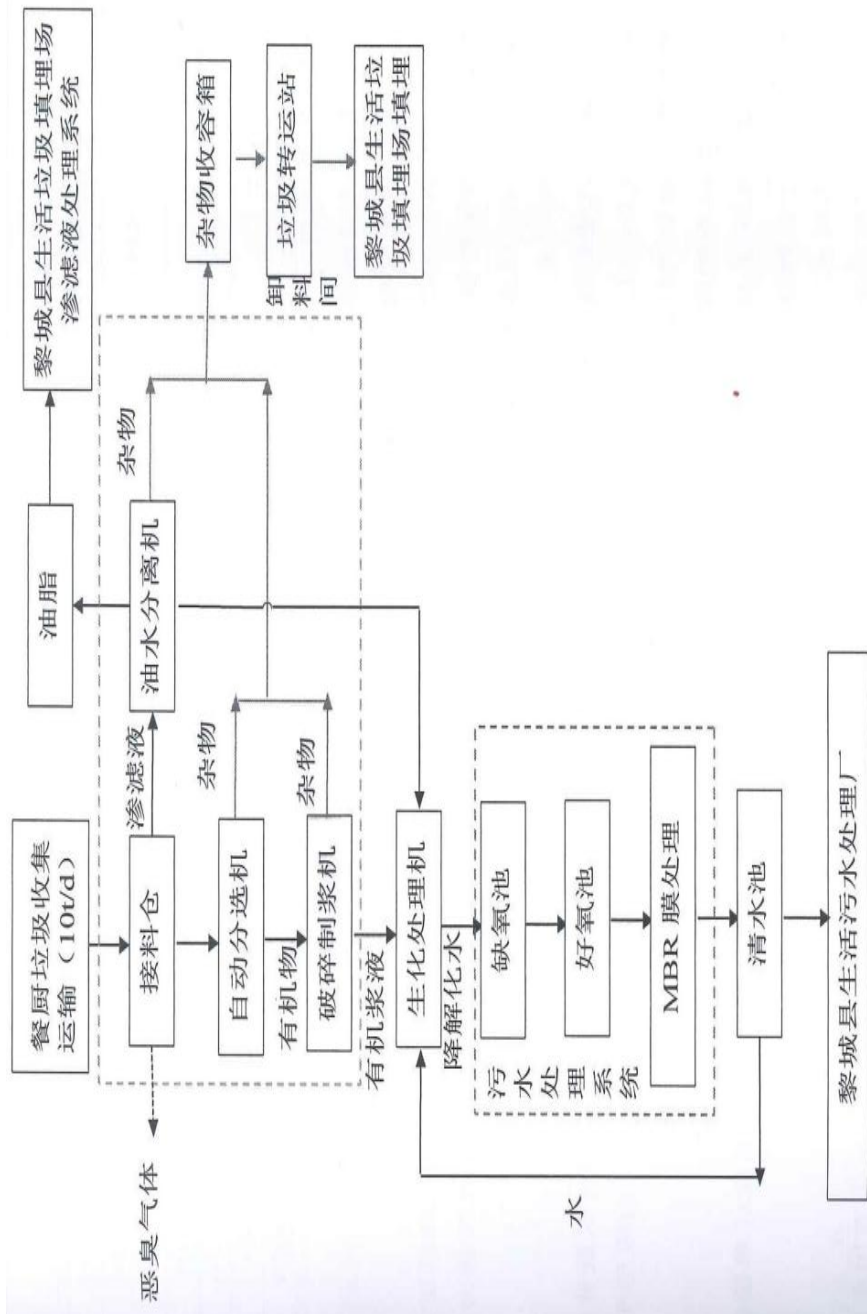 餐厨垃圾收集
运输（10t/d）
接料仓
恶臭气体
渗滤液
油水分离机
油脂
黎城县生活垃圾填埋场
渗滤液处理系统
杂物
自动分选机
杂物
有机物
破碎制浆机
杂物
杂物收容箱
卸料间
垃圾转运站
黎城县生活垃
圾填埋场填埋
有机浆液
生化处理机
降解化水
污水处理系统
缺氧池
好氧池
MBR 膜处理
清水池
水
黎城县生活污水处理厂